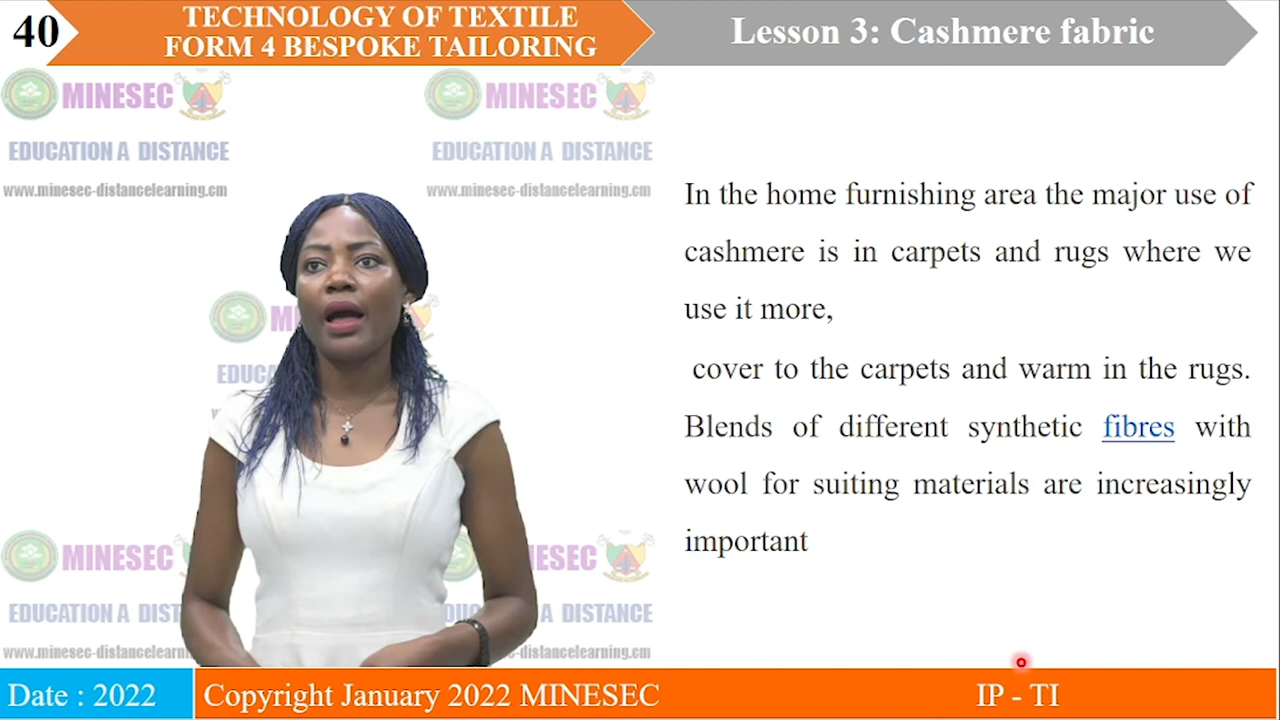 40
TECHNOLOGY OF TEXTILE
FORM 4 BESPOKE TAILORING
Lesson 3: Cashmere fabric
MINESEC
MINESEC
EDUCATION A DISTANCE
EDUCATION A DISTANCE
www.minesec-distancelearning.cm
www.minesec-distancelearning.cm
In the home furnishing area the major use of
cashmere is in carpets and rugs where we
use it more,
cover to the carpets and warm in the rugs.
Blends of different synthetic fibres with
wool for suiting materials are increasingly
important
MINESEC
EDUCATION A DIST
A DISTANCE
www.minesec-distancelearning.cm
Date : 2022
Copyright January 2022 MINESEC
IP - TI